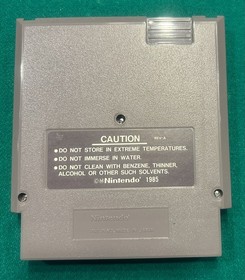 CAUTION
● DO NOT STORE IN EXTREME TEMPERATURES.
● DO NOT IMMERSE IN WATER.
● DO NOT CLEAN WITH BENZENE, THINNER,
ALCOHOL OR OTHER SUCH SOLVENTS.
Nintendo 1985